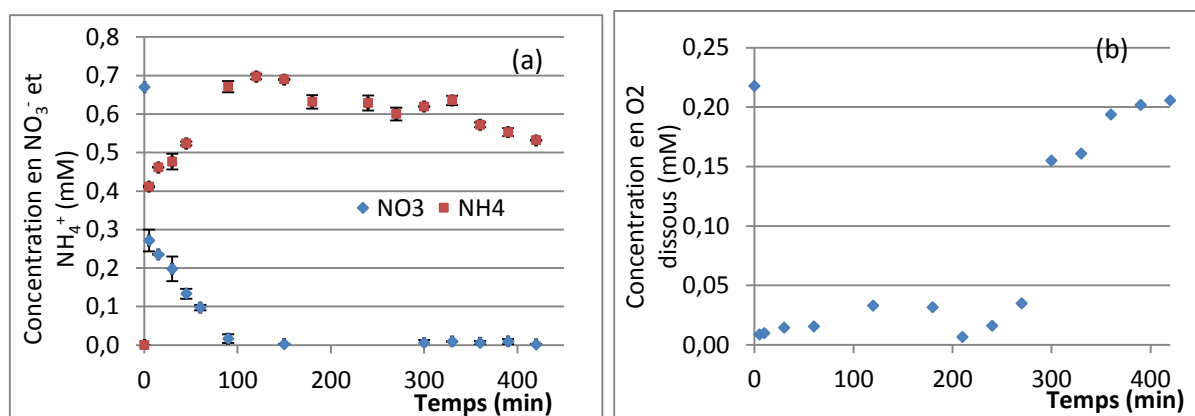 Concentration en NO₃⁻ et
NH₄⁺ (mM)
0,8
0,7
0,6
0,5
0,4
0,3
0,2
0,1
0,0
(a)
NO3 NH4
0 100 200 300 400
Temps (min)
Concentration en O2
dissous (mM)
0,25
0,20
0,15
0,10
0,05
0,00
(b)
0 100 200 300 400
Temps (min)